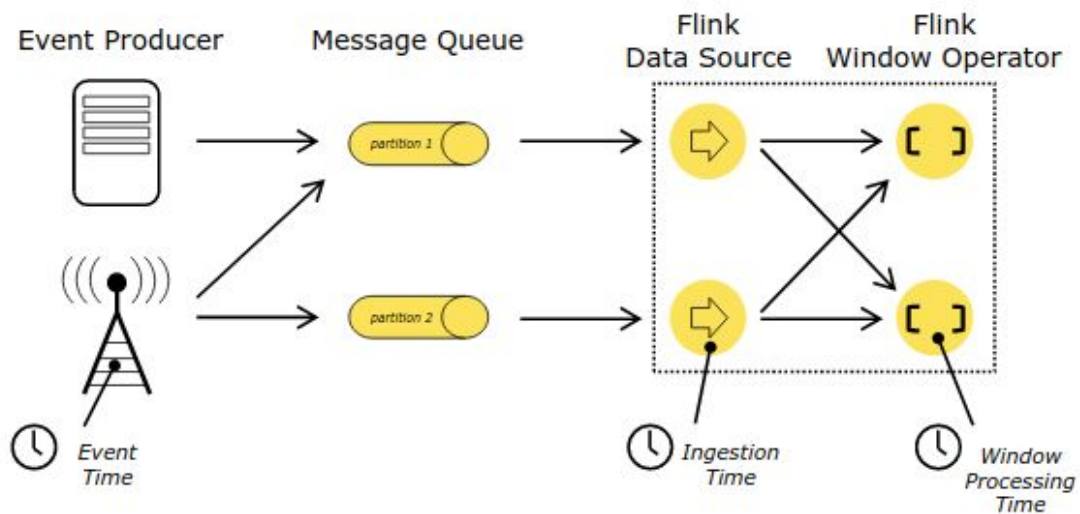 Event Producer
Message Queue
Flink
Data Source
Flink
Window Operator
partition 1
partition 2
Event
Time
Ingestion
Time
Window
Processing
Time